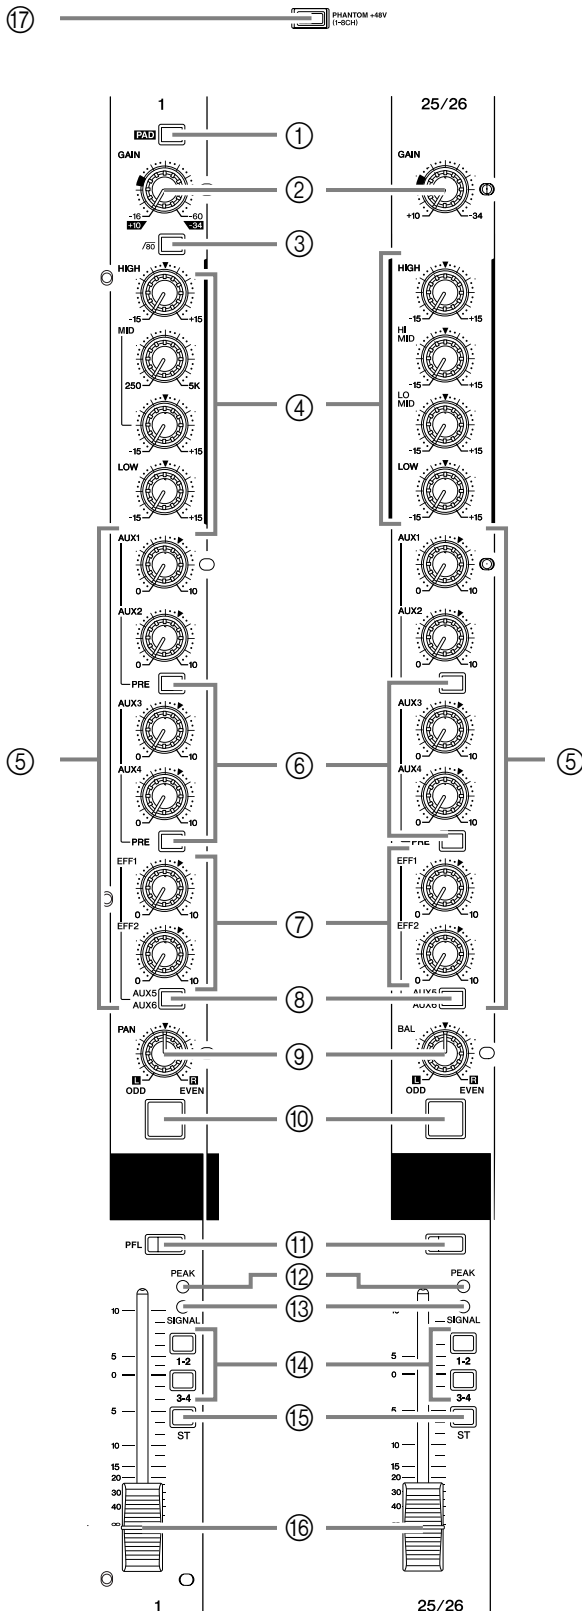 ⑰ PHANTOM +48V
(1-8CH)
1 25/26
PAD ①
GAIN GAIN
②
-16 -60 +10 -34
+10 -34
/80 ③
HIGH HIGH
-15 +15 -15 +15
MID HI
MID
250 5K -15 +15
④
LO
MID
-15 +15 -15 +15
LOW LOW
-15 +15 -15 +15
AUX1 AUX1
0 10 0 10
AUX2 AUX2
0 10 0 10
PRE
AUX3 AUX3
0 10 0 10
⑤ ⑥ ⑤
AUX4 AUX4
0 10 0 10
PRE PRE
EFF1 EFF1
0 10 0 10
⑦
EFF2 EFF2
0 10 0 10
AUX5 ⑧ AUX5
AUX6 AUX6
PAN BAL
⑨
L R L R
ODD EVEN ODD EVEN
⑩
PFL ⑪
PEAK ⑫ PEAK
10 ⑬ 10
SIGNAL SIGNAL
5 1-2 5 1-2
0 ⑭ 0
3-4 3-4
5 ⑮ 5
ST ST
10 10
15 15
20 20
30 30
40 40
∞ ⑯ ∞
1 25/26